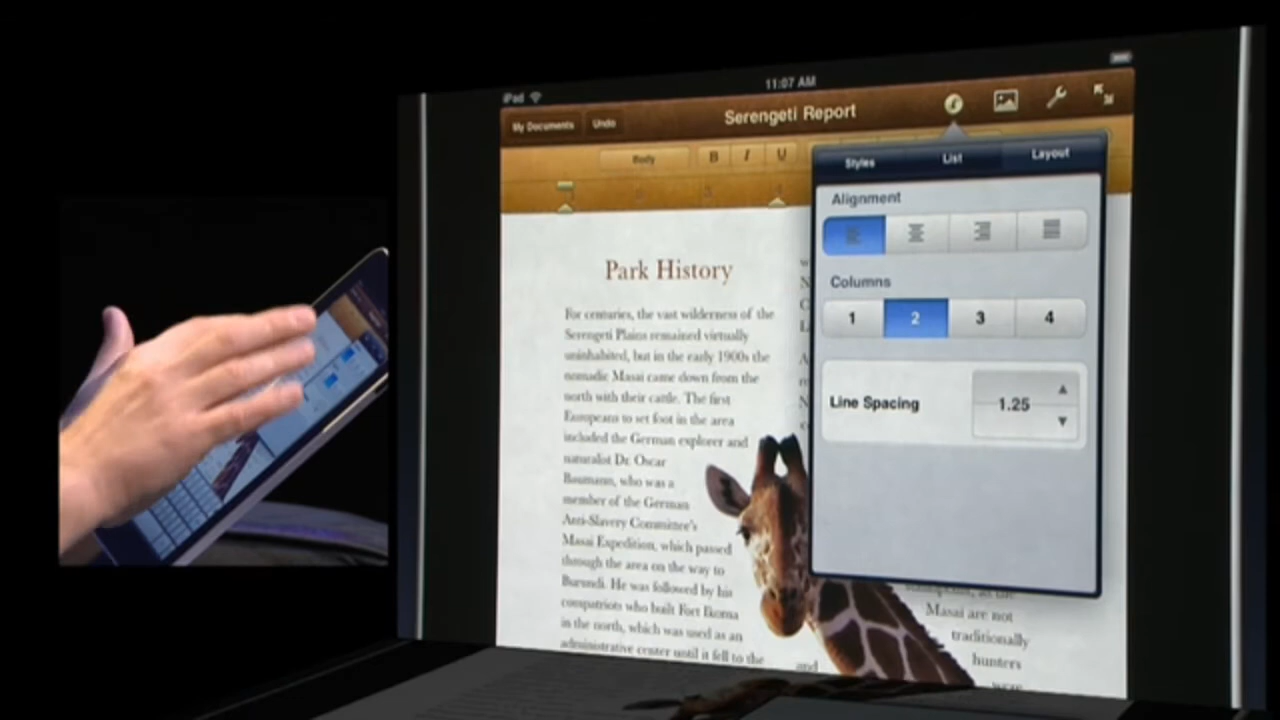 iPad
11:07 AM
My Documents
Undo
Serengeti Report
Body
B
I
U
Styles
List
Layout
Alignment
Columns
1
2
3
4
Line Spacing
1.25
Park History
For centuries, the vast wilderness of the
Serengeti Plains remained virtually
uninhabited, but in the early 1900s the
nomadic Masai came down from the
north with their cattle. The first
Europeans to set foot in the area
included the German explorer and
naturalist Dr. Oscar
Baumann, who was a
member of the German
Anti-Slavery Committee's
Masai Expedition, which passed
through the area on the way to
Burundi. He was followed by his
compatriots who built Fort Ikoma
in the north, which was used as an
administrative center until it fell to the
and
as the
Masai are not
traditionally
hunters
were